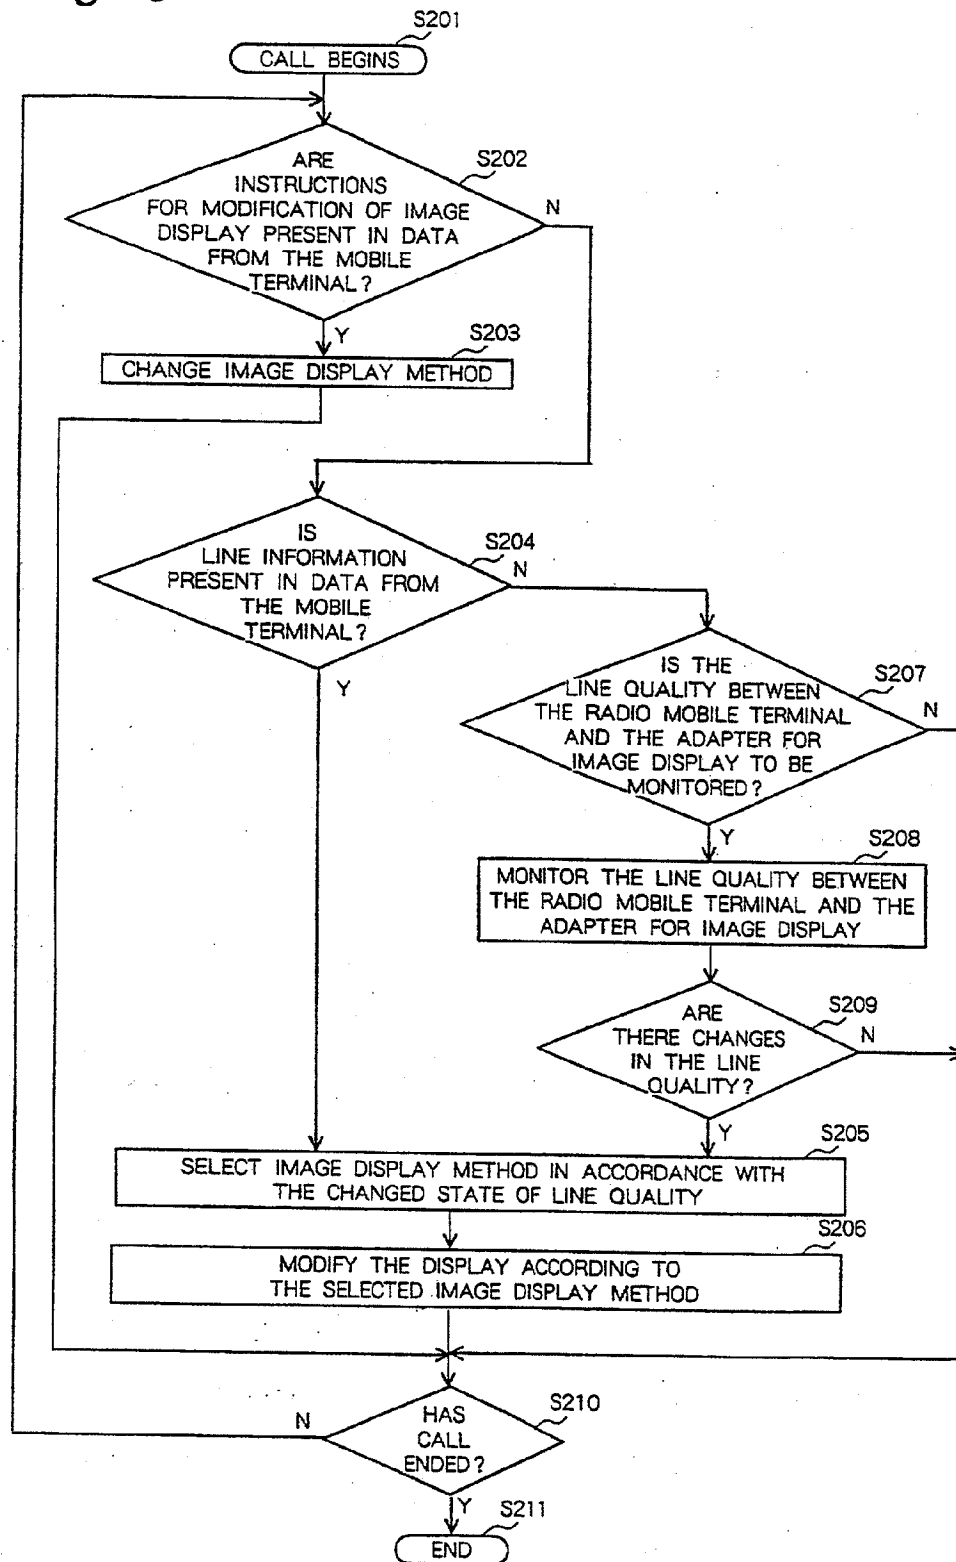 S201
CALL BEGINS
S202
ARE
INSTRUCTIONS
FOR MODIFICATION OF IMAGE
DISPLAY PRESENT IN DATA
FROM THE MOBILE
TERMINAL?
N
Y
S203
CHANGE IMAGE DISPLAY METHOD
IS
LINE INFORMATION
PRESENT IN DATA FROM
THE MOBILE
TERMINAL?
S204
N
Y
IS THE
LINE QUALITY BETWEEN
THE RADIO MOBILE TERMINAL
AND THE ADAPTER FOR
IMAGE DISPLAY TO BE
MONITORED?
S207
N
Y
S208
MONITOR THE LINE QUALITY BETWEEN
THE RADIO MOBILE TERMINAL AND THE
ADAPTER FOR IMAGE DISPLAY
S209
ARE
THERE CHANGES
IN THE LINE
QUALITY?
N
Y
S205
SELECT IMAGE DISPLAY METHOD IN ACCORDANCE WITH
THE CHANGED STATE OF LINE QUALITY
S206
MODIFY THE DISPLAY ACCORDING TO
THE SELECTED IMAGE DISPLAY METHOD
S210
HAS
CALL
ENDED?
N
Y
S211
END